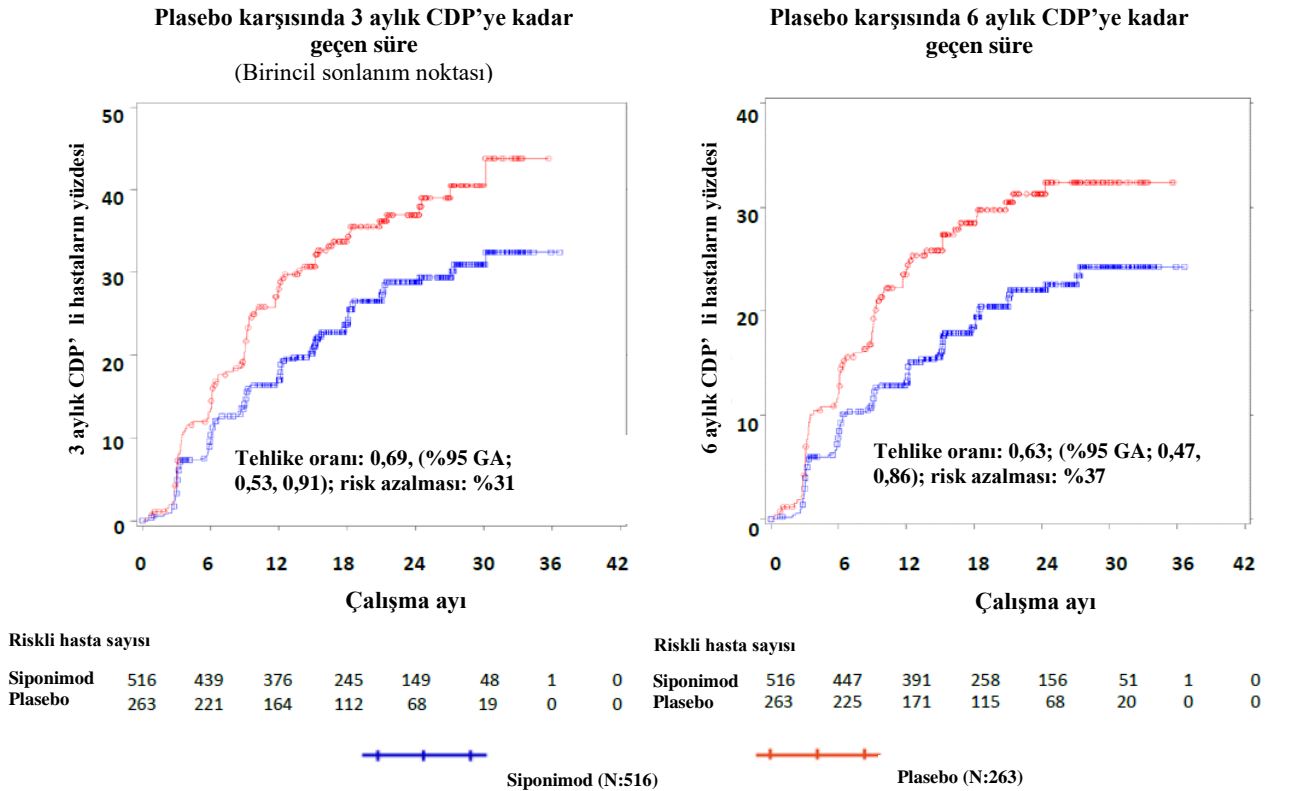 Plasebo karşısında 3 aylık CDP’ye kadar
geçen süre
(Birincil sonlanım noktası)
3 aylık CDP’ li hastaların yüzdesi
50
40
30
20
10
0
Tehlike oranı: 0,69, (%95 GA;
0,53, 0,91); risk azalması: %31
0 6 12 18 24 30 36 42
Çalışma ayı
Riskli hasta sayısı
Siponimod 516 439 376 245 149 48 1 0
Plasebo 263 221 164 112 68 19 0 0
Plasebo karşısında 6 aylık CDP’ye kadar
geçen süre
6 aylık CDP’ li hastaların yüzdesi
40
30
20
10
0
Tehlike oranı: 0,63; (%95 GA; 0,47,
0,86); risk azalması: %37
0 6 12 18 24 30 36 42
Çalışma ayı
Riskli hasta sayısı
Siponimod 516 447 391 258 156 51 1 0
Plasebo 263 225 171 115 68 20 0 0
Siponimod (N:516)
Plasebo (N:263)